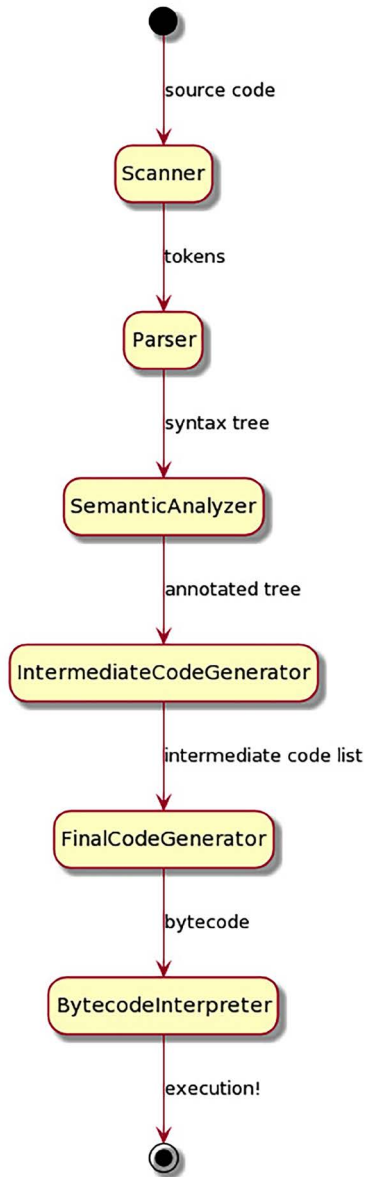 source code
Scanner
tokens
Parser
syntax tree
SemanticAnalyzer
annotated tree
IntermediateCodeGenerator
intermediate code list
FinalCodeGenerator
bytecode
BytecodeInterpreter
execution!